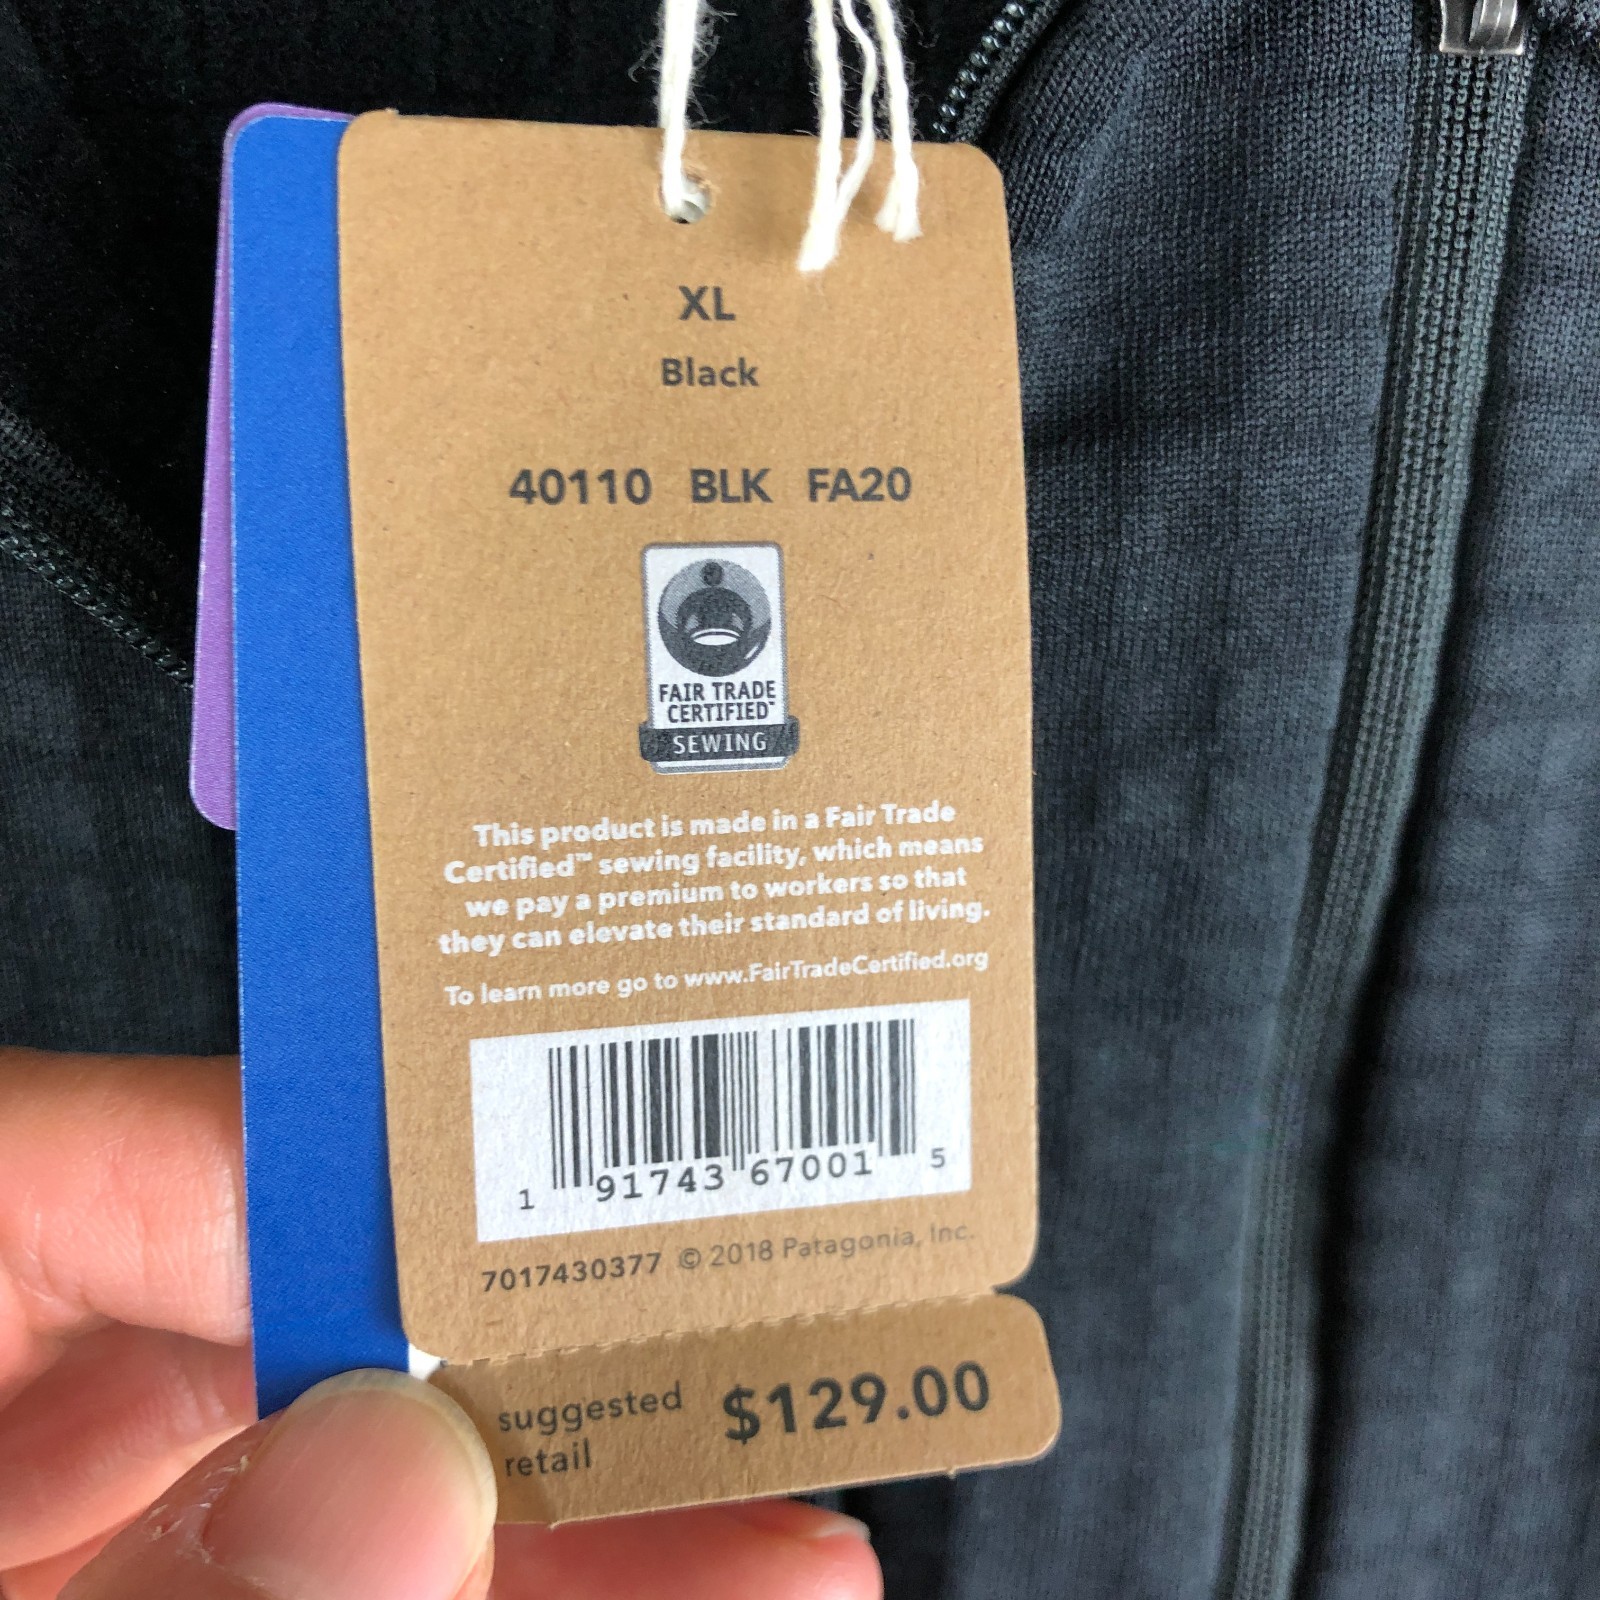 XL
Black
40110 BLK FA20
FAIR TRADE
CERTIFIED™
SEWING
This product is made in a Fair Trade
Certified™ sewing facility, which means
we pay a premium to workers so that
they can elevate their standard of living.
To learn more go to www.FairTradeCertified.org
1 91743 67001 5
7017430377 © 2018 Patagonia, Inc.
suggested retail $129.00